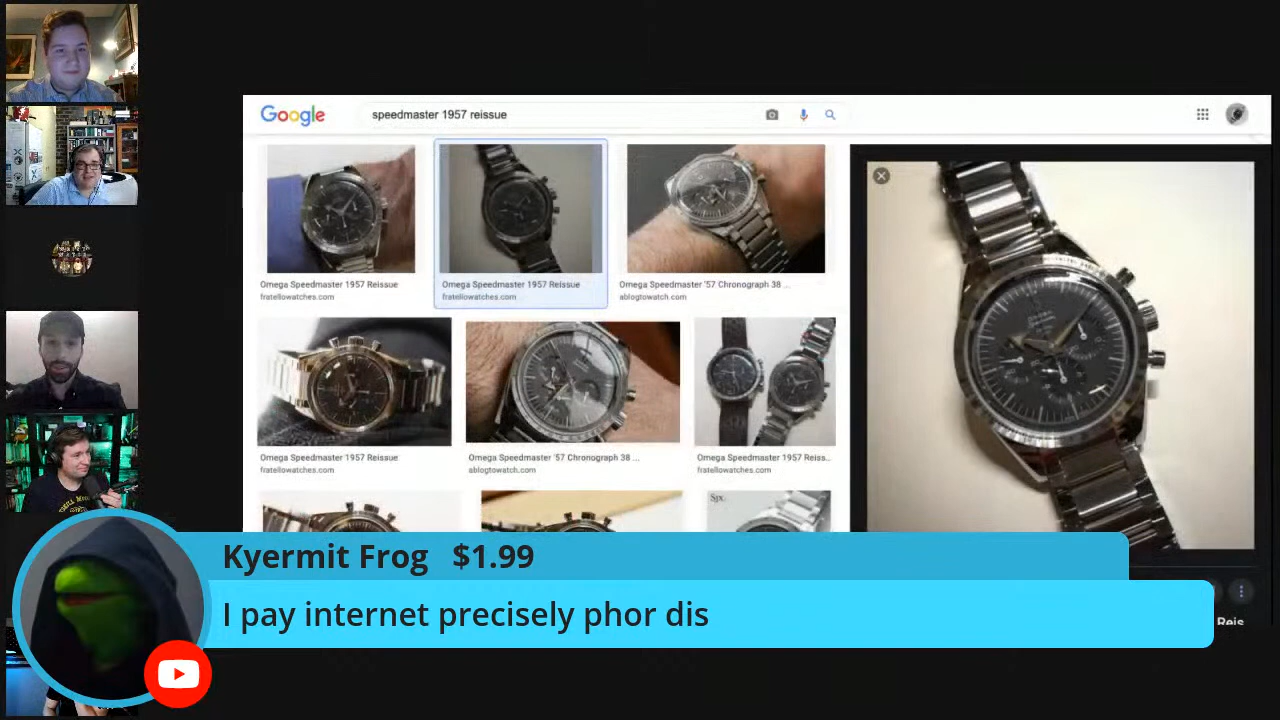 Google speedmaster 1957 reissue
Omega Speedmaster 1957 Reissue
fratellowatches.com
Omega Speedmaster 1957 Reissue
fratellowatches.com
Omega Speedmaster '57 Chronograph 38 ...
ablogtowatch.com
Omega Speedmaster 1957 Reissue
fratellowatches.com
Omega Speedmaster '57 Chronograph 38 ...
ablogtowatch.com
Omega Speedmaster 1957 Reiss...
fratellowatches.com
SJX
Reis
Kyermit Frog $1.99
I pay internet precisely phor dis